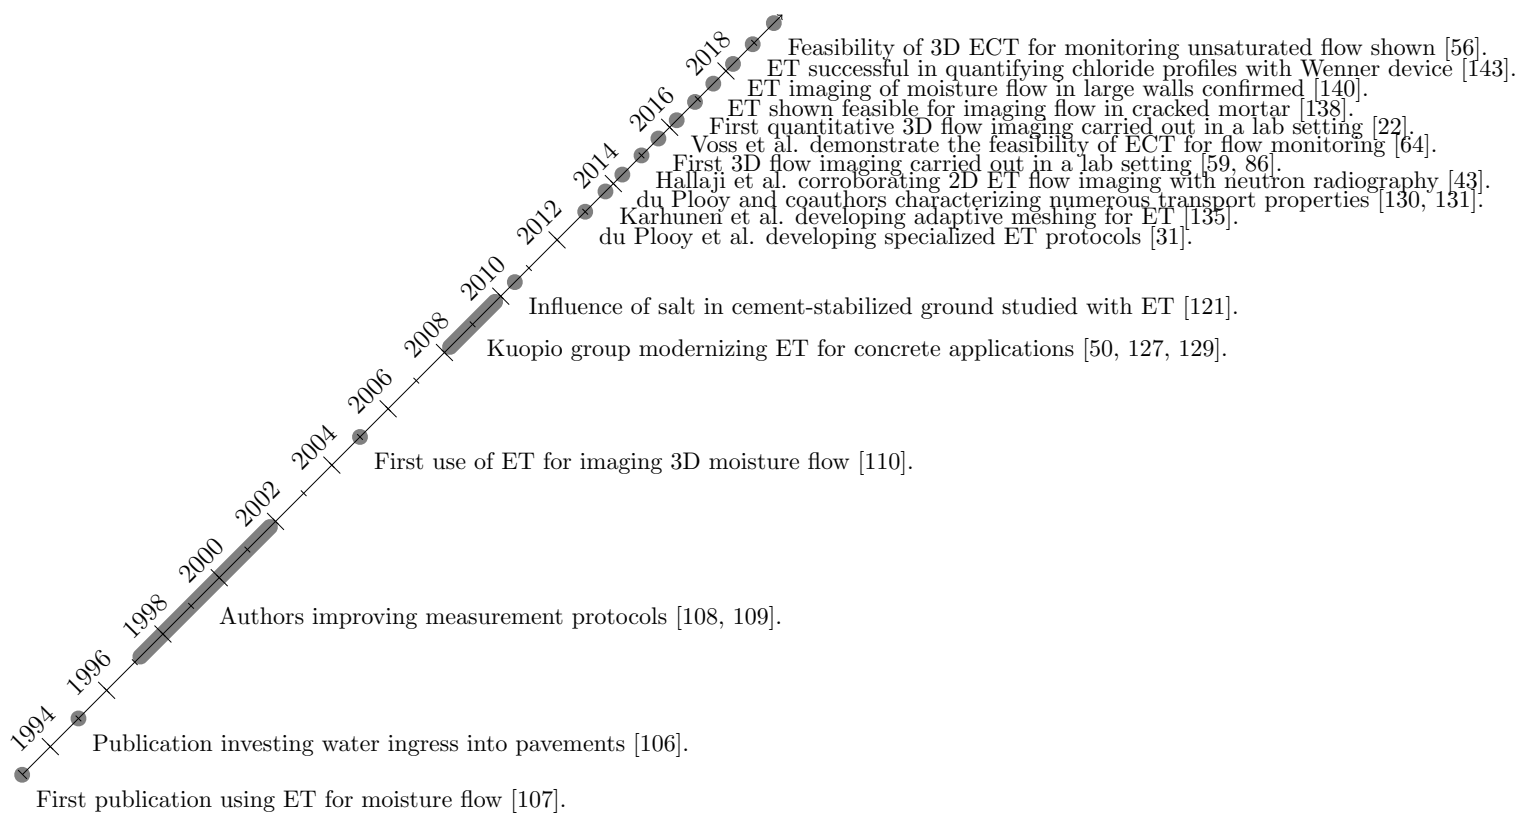 2018
Feasibility of 3D ECT for monitoring unsaturated flow shown [56].
ET successful in quantifying chloride profiles with Wenner device [143].
ET imaging of moisture flow in large walls confirmed [140].
2016
ET shown feasible for imaging flow in cracked mortar [138].
First quantitative 3D flow imaging carried out in a lab setting [22].
Voss et al. demonstrate the feasibility of ECT for flow monitoring [64].
2014
First 3D flow imaging carried out in a lab setting [59, 86].
Hallaji et al. corroborating 2D ET flow imaging with neutron radiography [43].
du Plooy and coauthors characterizing numerous transport properties [130, 131].
2012
Karhunen et al. developing adaptive meshing for ET [135].
du Plooy et al. developing specialized ET protocols [31].
2010
Influence of salt in cement-stabilized ground studied with ET [121].
2008
Kuopio group modernizing ET for concrete applications [50, 127, 129].
2006
2004
First use of ET for imaging 3D moisture flow [110].
2002
2000
1998
Authors improving measurement protocols [108, 109].
1996
1994
Publication investing water ingress into pavements [106].
First publication using ET for moisture flow [107].